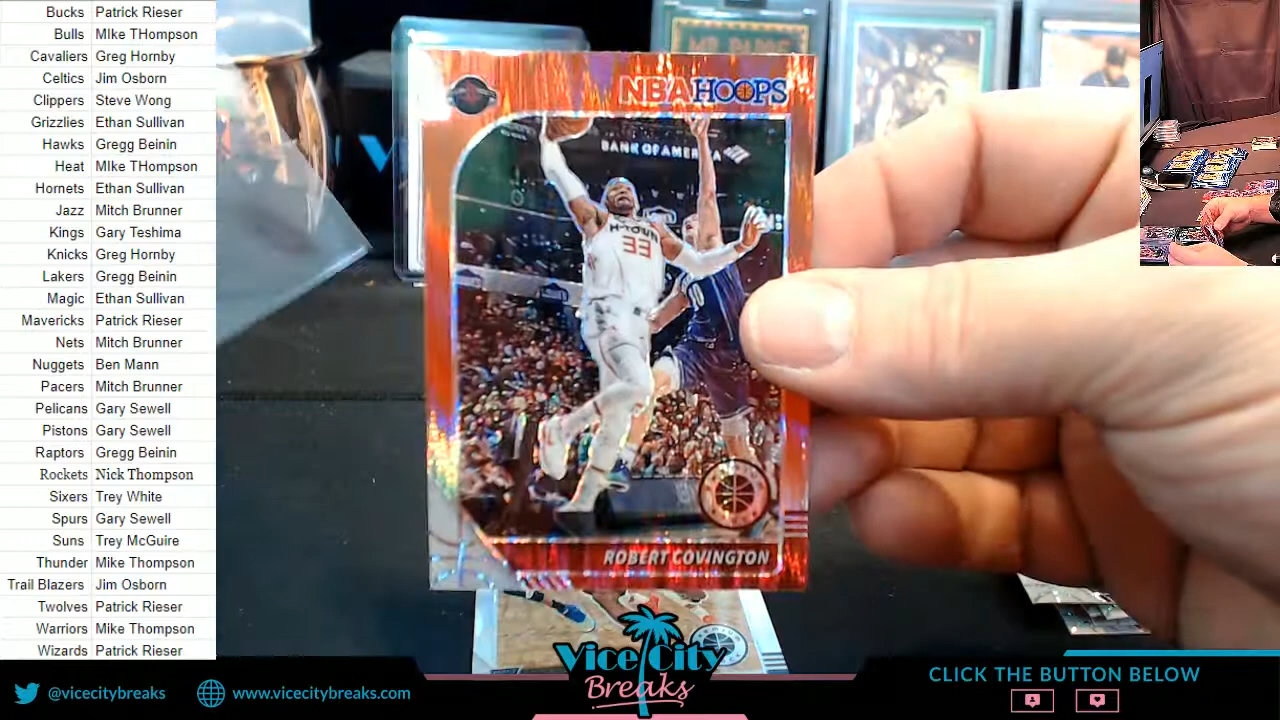 Bucks Patrick Rieser
Bulls MIke THompson
Cavaliers Greg Hornby
Celtics Jim Osborn
Clippers Steve Wong
Grizzlies Ethan Sullivan
Hawks Gregg Beinin
Heat MIke THompson
Hornets Ethan Sullivan
Jazz Mitch Brunner
Kings Gary Teshima
Knicks Greg Hornby
Lakers Gregg Beinin
Magic Ethan Sullivan
Mavericks Patrick Rieser
Nets Mitch Brunner
Nuggets Ben Mann
Pacers Mitch Brunner
Pelicans Gary Sewell
Pistons Gary Sewell
Raptors Gregg Beinin
Rockets Nick Thompson
Sixers Trey White
Spurs Gary Sewell
Suns Trey McGuire
Thunder Mike Thompson
Trail Blazers Jim Osborn
Twolves Patrick Rieser
Warriors Mike Thompson
Wizards Patrick Rieser
NBA HOOPS
BANK OF AMERICA
H-TOWN
33
ROBERT COVINGTON
Vice City
Breaks
@vicecitybreaks
www.vicecitybreaks.com
CLICK THE BUTTON BELOW